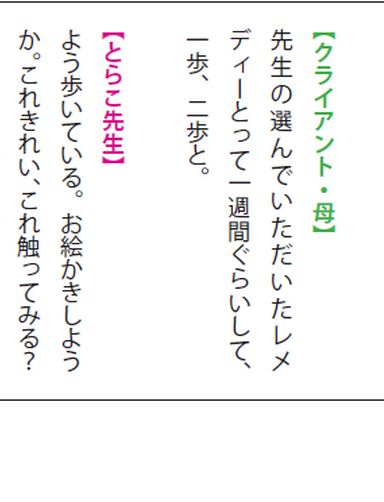 【クライアント・母】
先生の選んでいただいたレメ
ディーとって一週間ぐらいして、
一歩、二歩と。
【とらこ先生】
よう歩いている。お絵かきしよう
か。これきれい、これ触ってみる？